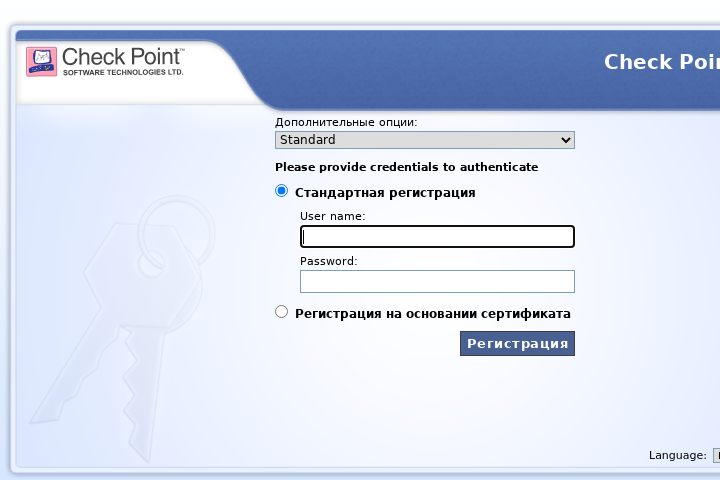 Check Point™
SOFTWARE TECHNOLOGIES LTD.
Check Poi
Дополнительные опции:
Standard
Please provide credentials to authenticate
Стандартная регистрация
User name:
Password:
Регистрация на основании сертификата
Регистрация
Language: